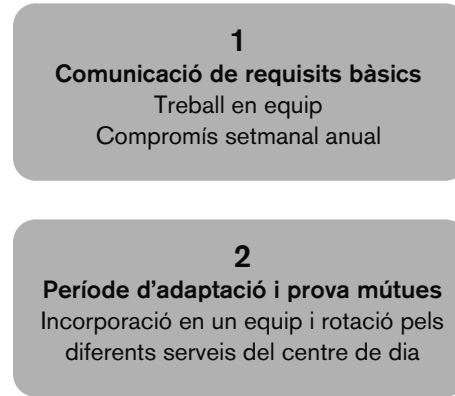 1
Comunicació de requisits bàsics
Treball en equip
Compromís setmanal anual
2
Període d'adaptació i prova mútues
Incorporació en un equip i rotació pels
diferents serveis del centre de dia